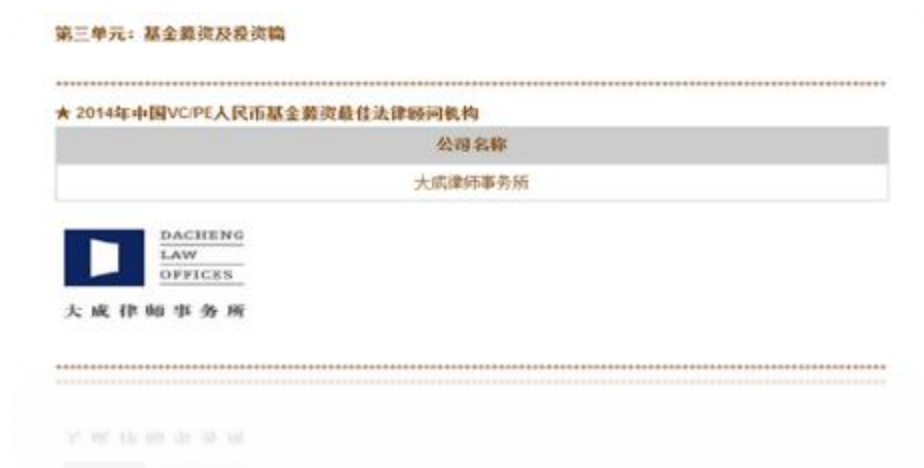 第三单元：基金募资及投资篇
★ 2014年中国VC/PE人民币基金募资最佳法律顾问机构
公司名称
大成律师事务所
DACHENG
LAW
OFFICES
大成律师事务所